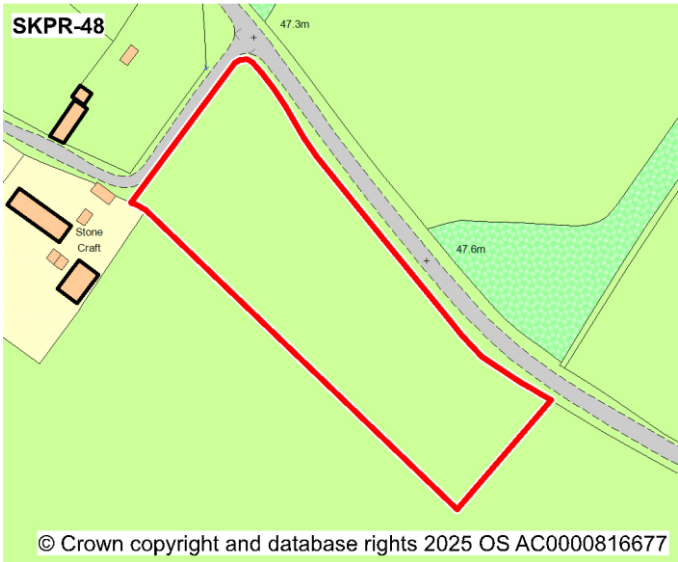 SKPR-48
47.3m
Stone
Craft
47.6m
© Crown copyright and database rights 2025 OS AC0000816677